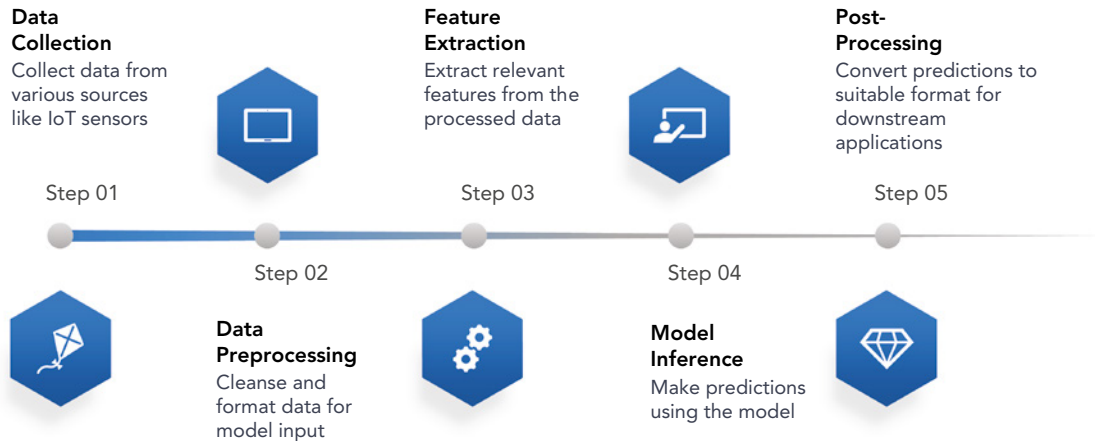 Data
Collection
Collect data from
various sources
like IoT sensors
Step 01
Step 02
Data
Preprocessing
Cleanse and
format data for
model input
Feature
Extraction
Extract relevant
features from the
processed data
Step 03
Step 04
Model
Inference
Make predictions
using the model
Post-
Processing
Convert predictions to
suitable format for
downstream
applications
Step 05